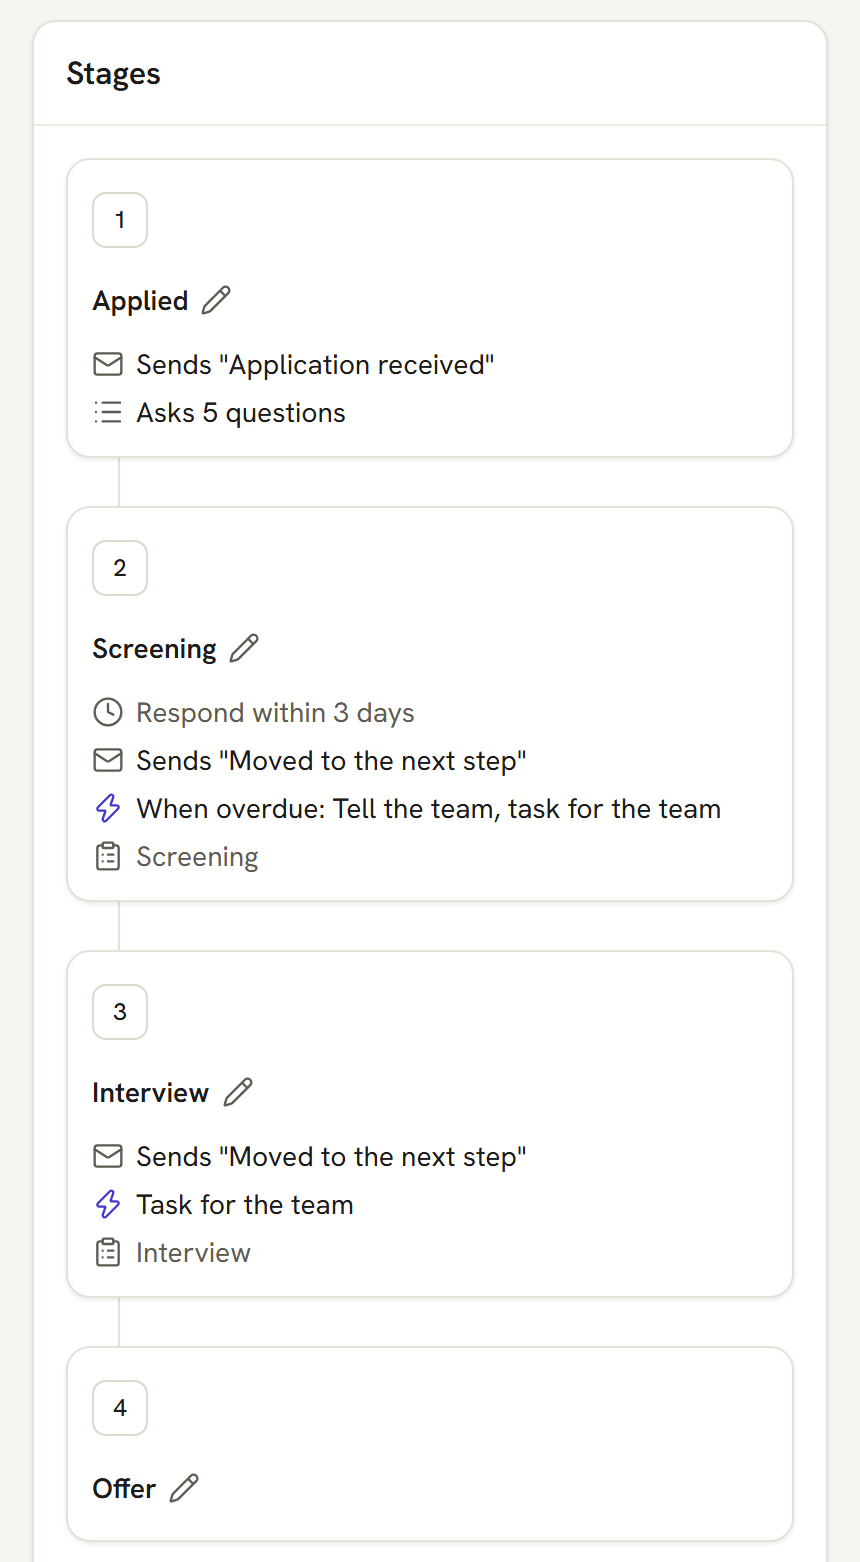 Stages
1
Applied
Sends "Application received"
Asks 5 questions
2
Screening
Respond within 3 days
Sends "Moved to the next step"
When overdue: Tell the team, task for the team
Screening
3
Interview
Sends "Moved to the next step"
Task for the team
Interview
4
Offer